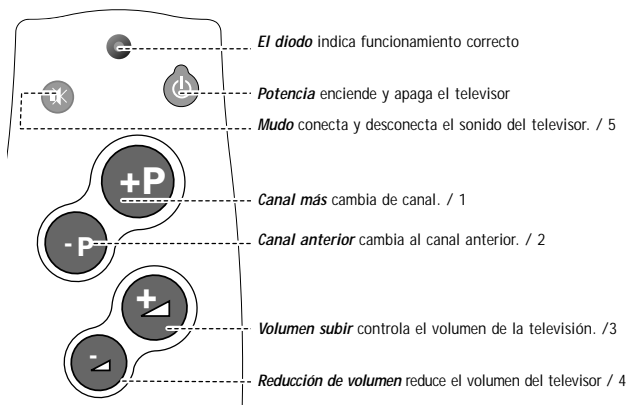 El diodo indica funcionamiento correcto
Potencia enciende y apaga el televisor
Mudo conecta y desconecta el sonido del televisor. / 5
+P
Canal más cambia de canal. / 1
- P
Canal anterior cambia al canal anterior. / 2
+
Volumen subir controla el volumen de la televisión. /3
-
Reducción de volumen reduce el volumen del televisor / 4